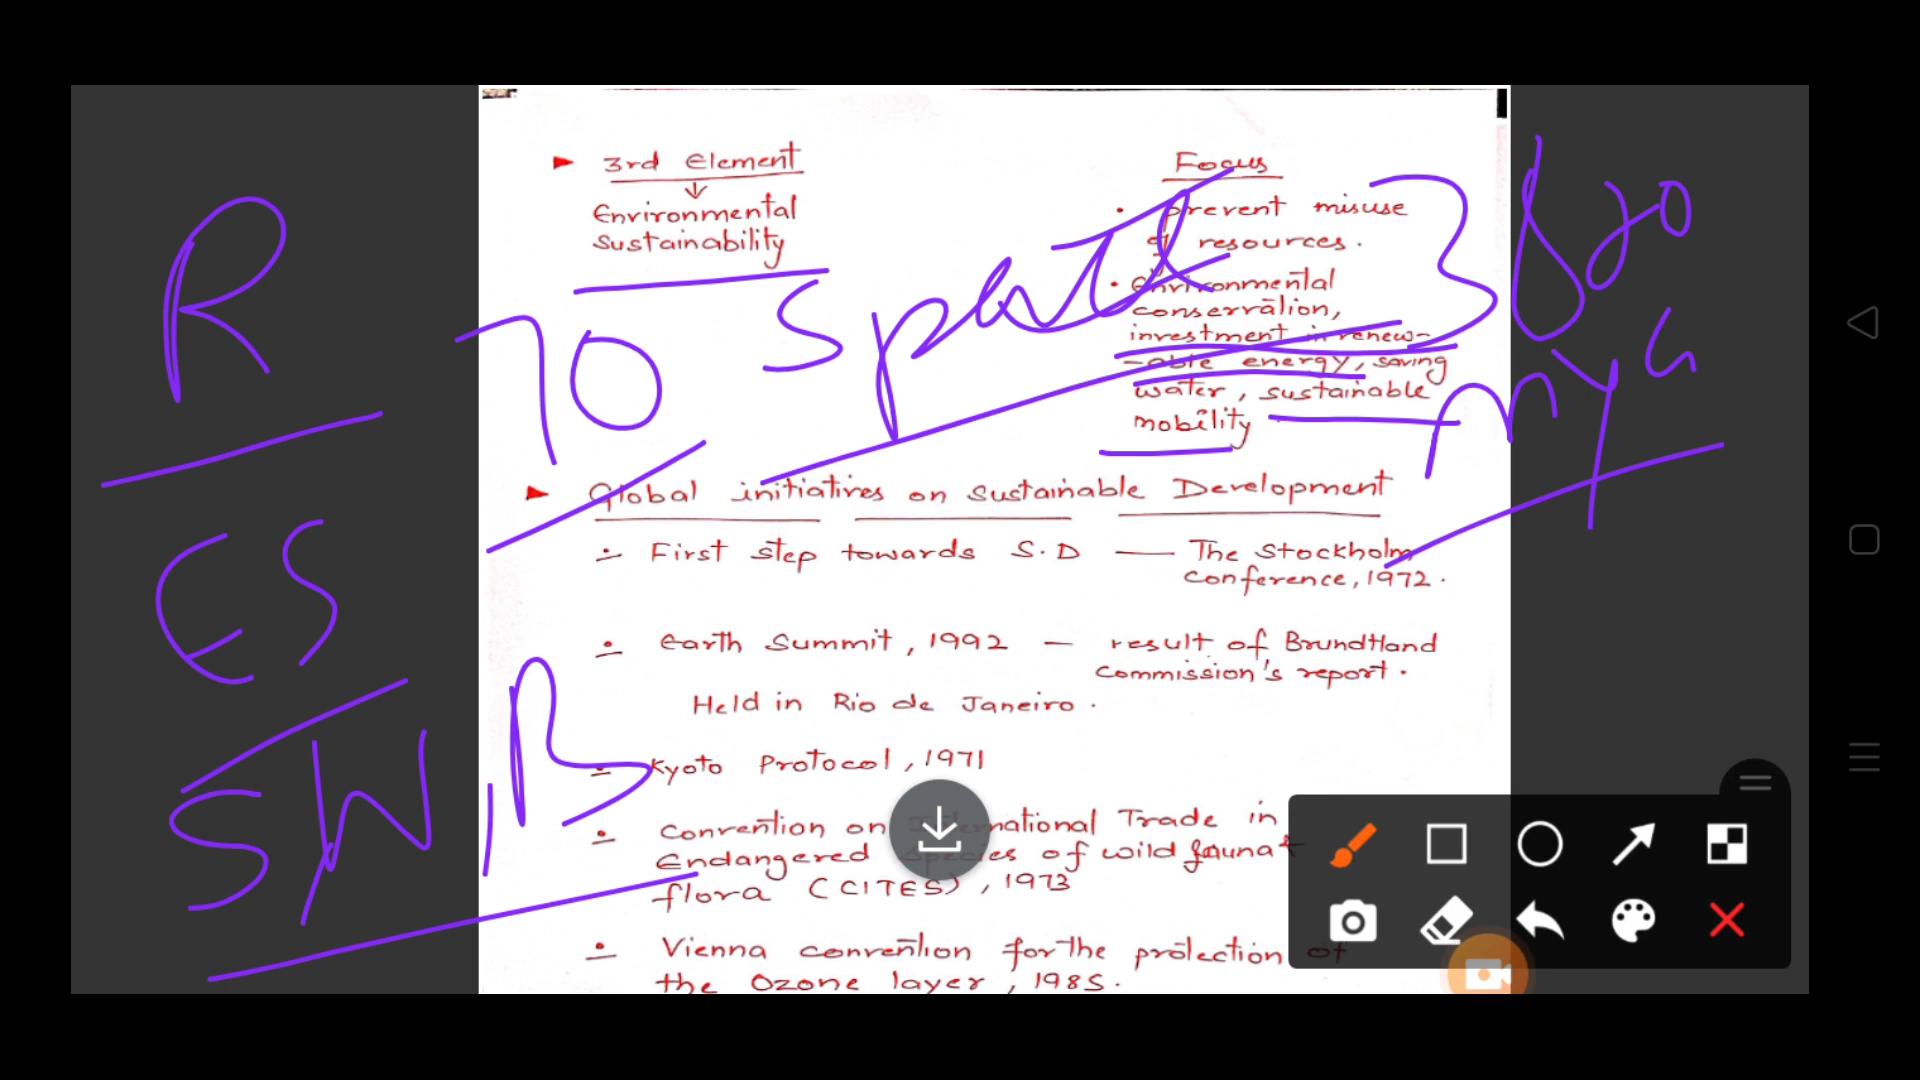 ► 3rd Element
↓
Environmental
Sustainability
Focus
• prevent misuse
of resources.
• Environmental
conservation,
investment in renew-
-able energy, saving
water, sustainable
mobility
► Global initiatives on Sustainable Development
First step towards S.D — The Stockholm
Conference, 1972.
Earth Summit, 1992 — result of Brundtland
Commission's report.
Held in Rio de Janeiro.
Kyoto Protocol, 1971
Convention on International Trade in
Endangered Species of wild fauna +
flora (CITES), 1973
Vienna convention for the protection of
the Ozone layer, 1985.
R
ES
SW, B
70